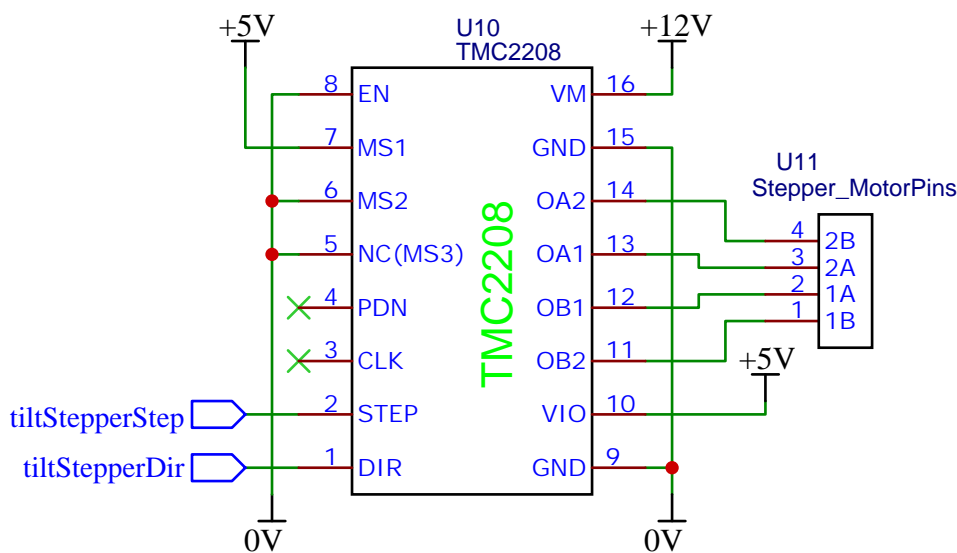 +5V
U10
TMC2208
+12V
8 EN
VM 16
7 MS1
GND 15
U11
Stepper_MotorPins
6 MS2
OA2 14
4 2B
5 NC(MS3)
OA1 13
3 2A
TMC2208
2 1A
4 PDN
OB1 12
1 1B
3 CLK
OB2 11
+5V
tiltStepperStep
2 STEP
VIO 10
tiltStepperDir
1 DIR
GND 9
0V
0V